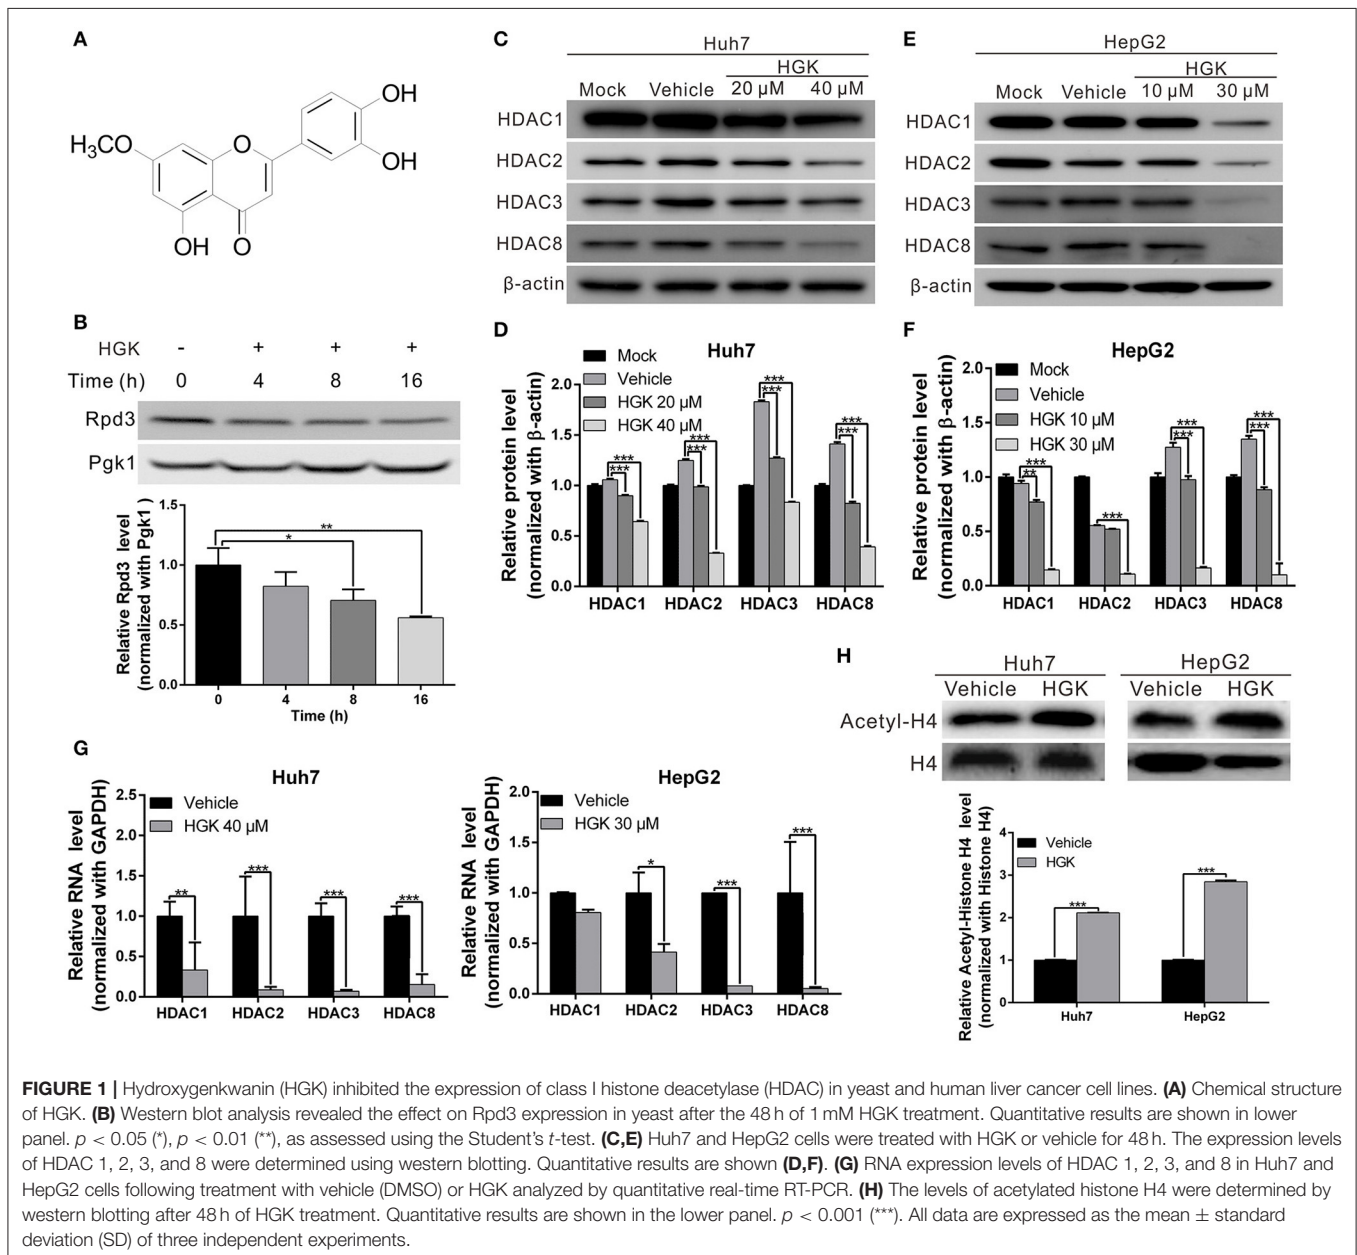 A
OH
OH
H3CO
O
OH
O
B
HGK - + + +
Time (h) 0 4 8 16
Rpd3
Pgk1
Relative Rpd3 level
(normalized with Pgk1)
1.5
1.0
0.5
0.0
**
*
0 4 8 16
Time (h)
C
Huh7
HGK
Mock Vehicle 20 μM 40 μM
HDAC1
HDAC2
HDAC3
HDAC8
β-actin
D
Huh7
Mock
Vehicle
HGK 20 μM
HGK 40 μM
Relative protein level
(normalized with β-actin)
2.0
1.5
1.0
0.5
0.0
*** *** *** ***
*** *** *** ***
HDAC1 HDAC2 HDAC3 HDAC8
E
HepG2
HGK
Mock Vehicle 10 μM 30 μM
HDAC1
HDAC2
HDAC3
HDAC8
β-actin
F
HepG2
Mock
Vehicle
HGK 10 μM
HGK 30 μM
Relative protein level
(normalized with β-actin)
2.0
1.5
1.0
0.5
0.0
*** *** *** ***
** *** ***
HDAC1 HDAC2 HDAC3 HDAC8
G
Huh7
Vehicle
HGK 40 μM
Relative RNA level
(normalized with GAPDH)
2.5
2.0
1.5
1.0
0.5
0.0
** *** *** ***
HDAC1 HDAC2 HDAC3 HDAC8
HepG2
Vehicle
HGK 30 μM
Relative RNA level
(normalized with GAPDH)
2.0
1.5
1.0
0.5
0.0
* *** ***
HDAC1 HDAC2 HDAC3 HDAC8
H
Huh7 HepG2
Vehicle HGK Vehicle HGK
Acetyl-H4
H4
Relative Acetyl-Histone H4 level
(normalized with Histone H4)
Vehicle
HGK
4
3
2
1
0
*** ***
Huh7 HepG2
FIGURE 1 | Hydroxygenkwanin (HGK) inhibited the expression of class I histone deacetylase (HDAC) in yeast and human liver cancer cell lines. (A) Chemical structure
of HGK. (B) Western blot analysis revealed the effect on Rpd3 expression in yeast after the 48 h of 1 mM HGK treatment. Quantitative results are shown in lower
panel. p < 0.05 (*), p < 0.01 (**), as assessed using the Student's t-test. (C,E) Huh7 and HepG2 cells were treated with HGK or vehicle for 48 h. The expression levels
of HDAC 1, 2, 3, and 8 were determined using western blotting. Quantitative results are shown (D,F). (G) RNA expression levels of HDAC 1, 2, 3, and 8 in Huh7 and
HepG2 cells following treatment with vehicle (DMSO) or HGK analyzed by quantitative real-time RT-PCR. (H) The levels of acetylated histone H4 were determined by
western blotting after 48 h of HGK treatment. Quantitative results are shown in the lower panel. p < 0.001 (***). All data are expressed as the mean ± standard
deviation (SD) of three independent experiments.